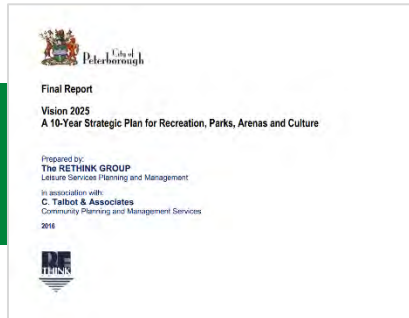 City of
Peterborough
Final Report
Vision 2025
A 10-Year Strategic Plan for Recreation, Parks, Arenas and Culture
Prepared by:
The RETHINK GROUP
Leisure Services Planning and Management
In association with:
C. Talbot & Associates
Community Planning and Management Services
2016
RE
THINK